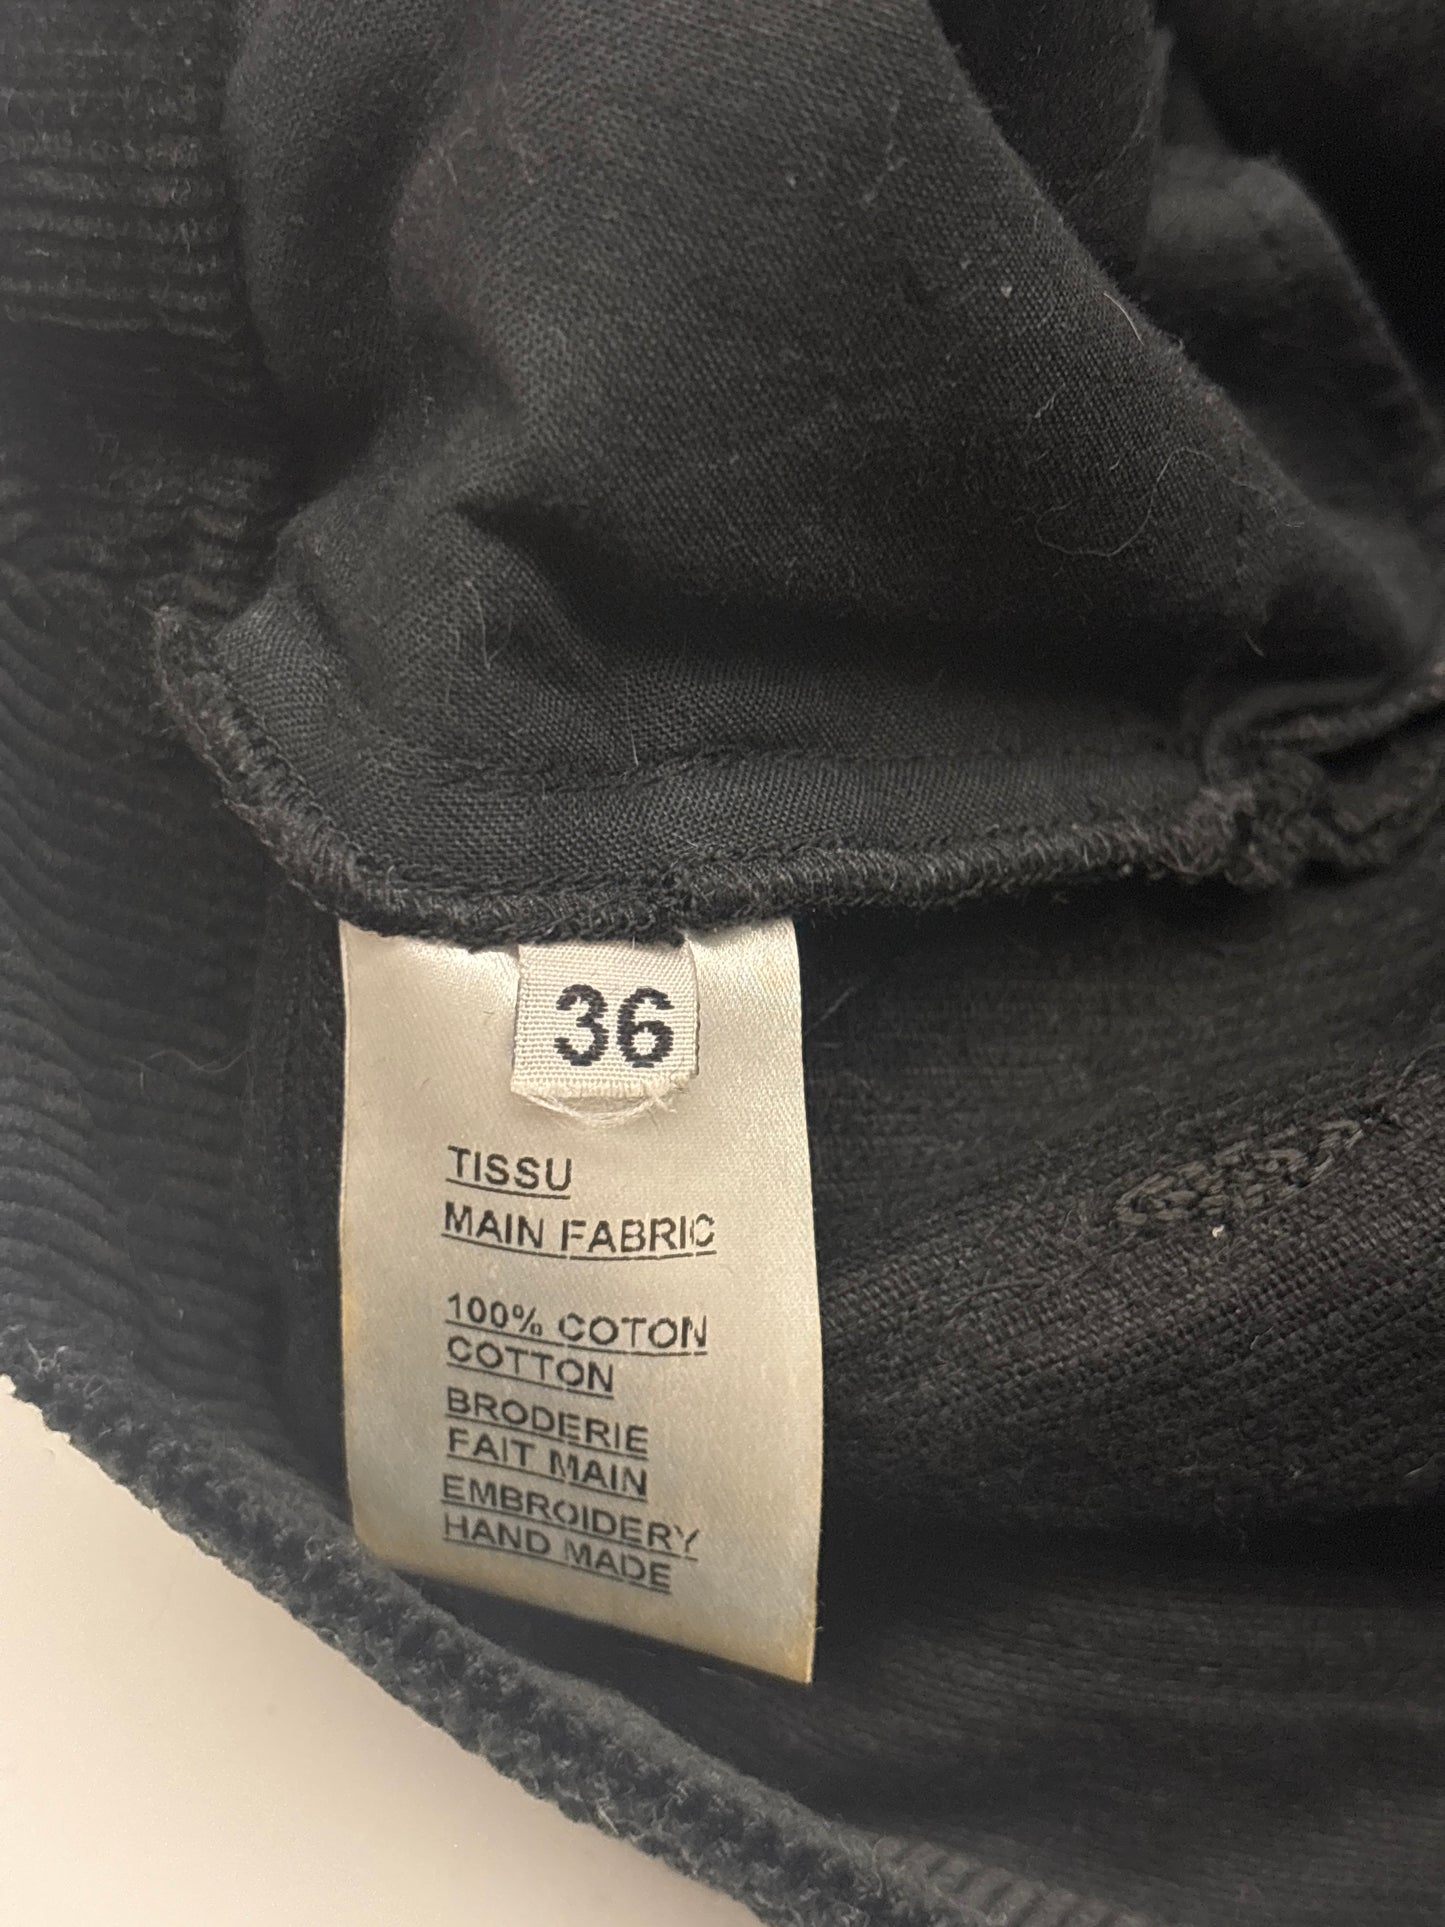 36
TISSU
MAIN FABRIC
100% COTON
COTTON
BRODERIE
FAIT MAIN
EMBROIDERY
HAND MADE